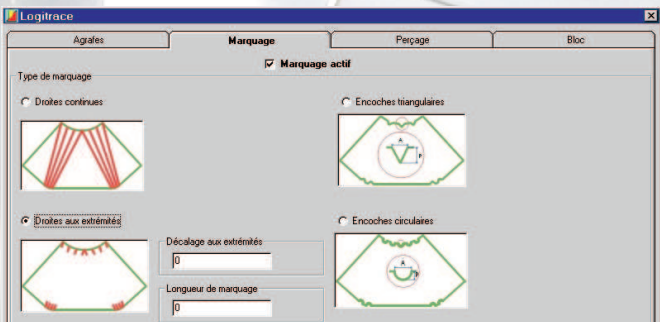 Logitrace
Agrafes Marquage Perçage Bloc
Marquage actif
Type de marquage
Droites continues Encoches triangulaires
A
P
Droites aux extrémités Encoches circulaires
Décalage aux extrémités
0
A
Longueur de marquage
0